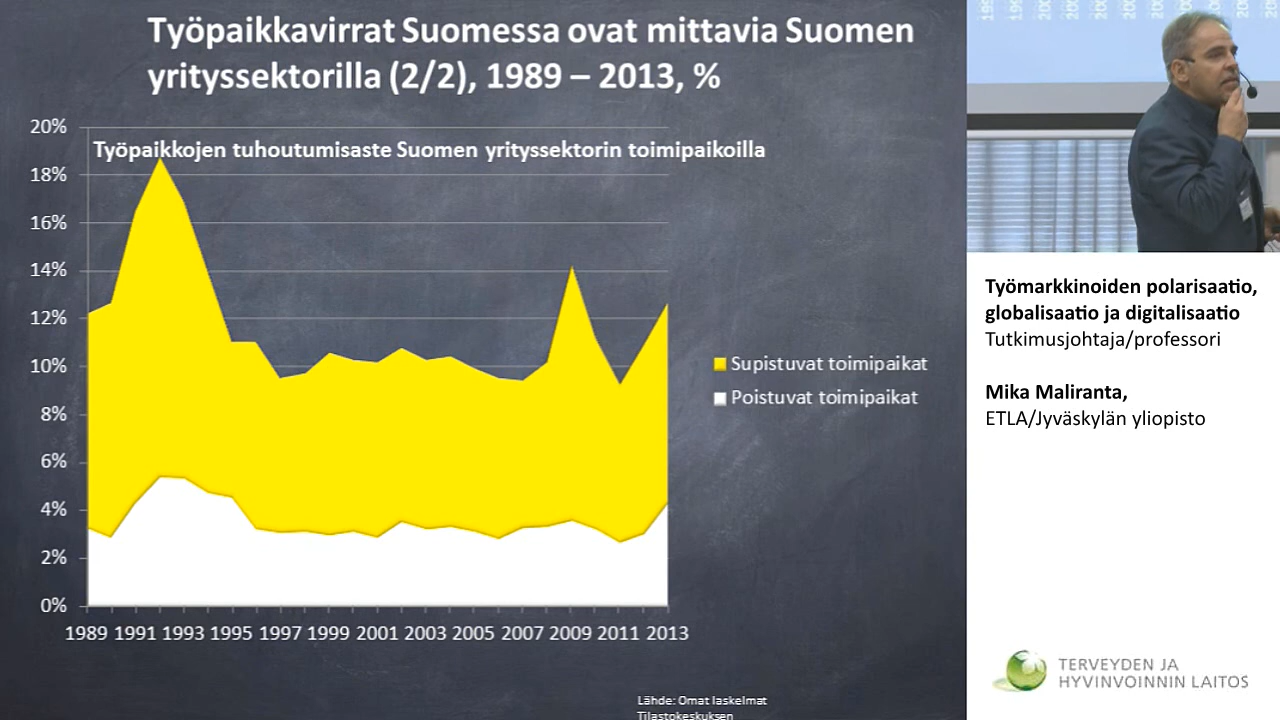 Työpaikkavirrat Suomessa ovat mittavia Suomen
yrityssektorilla (2/2), 1989 – 2013, %
Työpaikkojen tuhoutumisaste Suomen yrityssektorin toimipaikoilla
20%
18%
16%
14%
12%
10%
8%
6%
4%
2%
0%
1989 1991 1993 1995 1997 1999 2001 2003 2005 2007 2009 2011 2013
Supistuvat toimipaikat
Poistuvat toimipaikat
Lähde: Omat laskelmat
Tilastokeskuksen
Työmarkkinoiden polarisaatio,
globalisaatio ja digitalisaatio
Tutkimusjohtaja/professori
Mika Maliranta,
ETLA/Jyväskylän yliopisto
TERVEYDEN JA
HYVINVOINNIN LAITOS